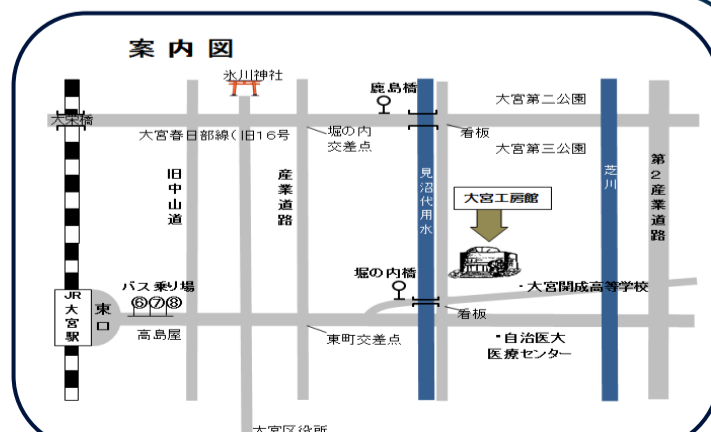 案内図
氷川神社
鹿島橋
大宮第二公園
大栄橋
大宮春日部線(旧16号
堀の内
交差点
看板
大宮第三公園
旧中山道
産業道路
見沼代用水
芝川
第2産業道路
大宮工房館
バス乗り場
⑥⑦⑧
堀の内橋
・大宮開成高等学校
JR大宮駅
東口
高島屋
東町交差点
看板
・自治医大
医療センター
大宮区役所